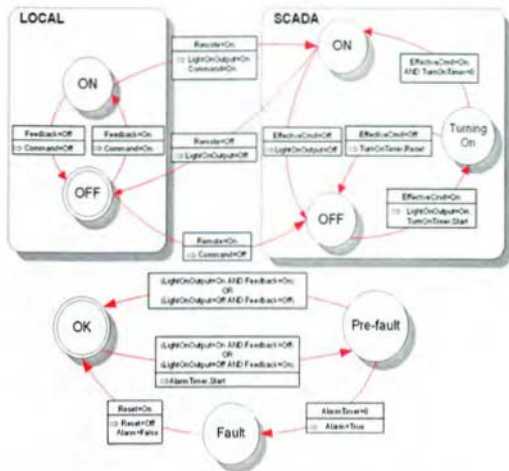 LOCAL
SCADA
Remote=On
⇒ LightOnOutput=On
Command=On
ON
ON
EffectiveCmd=On
AND TurnOnTimer=0
Feedback=Off
⇒ Command=Off
Feedback=On
⇒ Command=On
Remote=Off
⇒ LightOnOutput=Off
EffectiveCmd=Off
⇒ LightOnOutput=Off
EffectiveCmd=Off
⇒ TurnOnTimer.Reset
Turning
On
OFF
OFF
EffectiveCmd=On
⇒ LightOnOutput=On,
TurnOnTimer.Start
Remote=On
⇒ Command=Off
(LightOnOutput=On AND Feedback=On)
OR
(LightOnOutput=Off AND Feedback=Off)
OK
Pre-fault
(LightOnOutput=On AND Feedback=Off)
OR
(LightOnOutput=Off AND Feedback=On)
⇒AlarmTimer.Start
Reset=On
⇒ Reset=Off
Alarm=False
Fault
AlarmTimer=0
⇒ Alarm=True